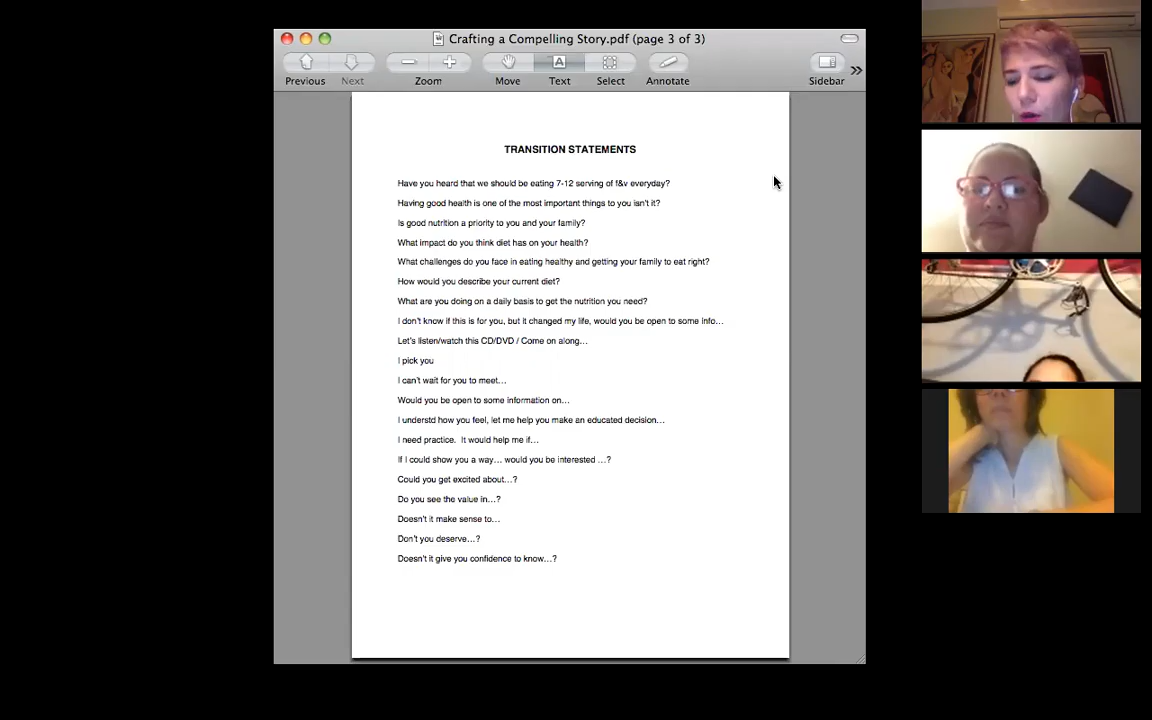 Crafting a Compelling Story.pdf (page 3 of 3)
Previous Next Zoom Move Text Select Annotate Sidebar
TRANSITION STATEMENTS
Have you heard that we should be eating 7-12 serving of f&v everyday?
Having good health is one of the most important things to you isn't it?
Is good nutrition a priority to you and your family?
What impact do you think diet has on your health?
What challenges do you face in eating healthy and getting your family to eat right?
How would you describe your current diet?
What are you doing on a daily basis to get the nutrition you need?
I don't know if this is for you, but it changed my life, would you be open to some info…
Let's listen/watch this CD/DVD / Come on along…
I pick you
I can't wait for you to meet…
Would you be open to some information on…
I understd how you feel, let me help you make an educated decision…
I need practice. It would help me if…
If I could show you a way… would you be interested …?
Could you get excited about…?
Do you see the value in…?
Doesn't it make sense to…
Don't you deserve…?
Doesn't it give you confidence to know…?